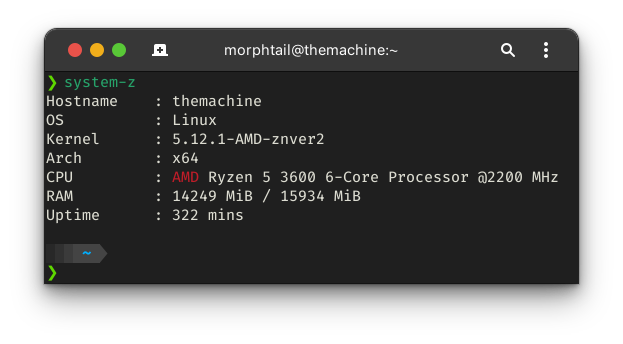 morphtail@themachine:~
❯ system-z
Hostname : themachine
OS : Linux
Kernel : 5.12.1-AMD-znver2
Arch : x64
CPU : AMD Ryzen 5 3600 6-Core Processor @2200 MHz
RAM : 14249 MiB / 15934 MiB
Uptime : 322 mins
~
❯